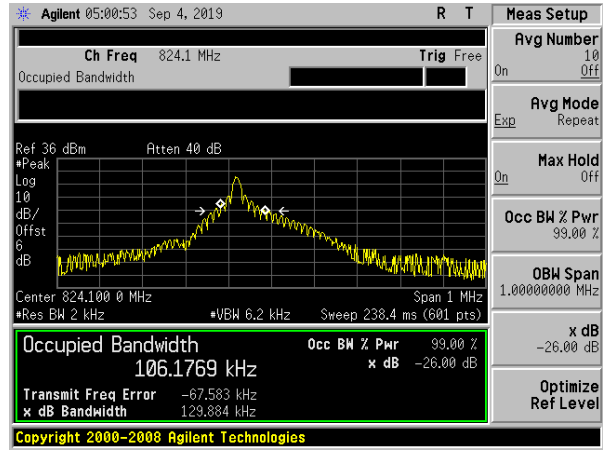 Agilent 05:00:53 Sep 4, 2019 R T
Ch Freq 824.1 MHz Trig Free
Occupied Bandwidth
Ref 36 dBm Atten 40 dB
#Peak
Log
10
dB/
Offst
6
dB
Center 824.100 0 MHz Span 1 MHz
#Res BW 2 kHz #VBW 6.2 kHz Sweep 238.4 ms (601 pts)
Occupied Bandwidth Occ BW % Pwr 99.00 %
106.1769 kHz x dB -26.00 dB
Transmit Freq Error -67.583 kHz
x dB Bandwidth 129.884 kHz
Copyright 2000-2008 Agilent Technologies
Meas Setup
Avg Number
10
On Off
Avg Mode
Exp Repeat
Max Hold
On Off
Occ BW % Pwr
99.00 %
OBW Span
1.00000000 MHz
x dB
-26.00 dB
Optimize
Ref Level